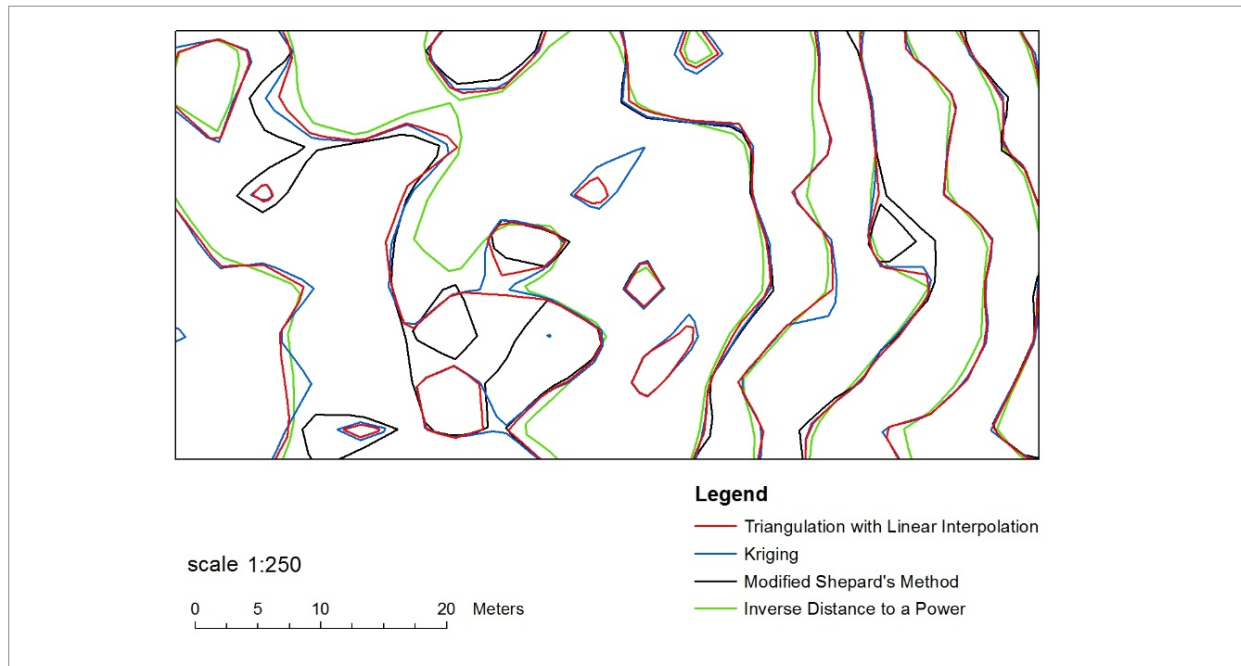 Legend
Triangulation with Linear Interpolation
Kriging
Modified Shepard's Method
Inverse Distance to a Power
scale 1:250
0 5 10 20 Meters